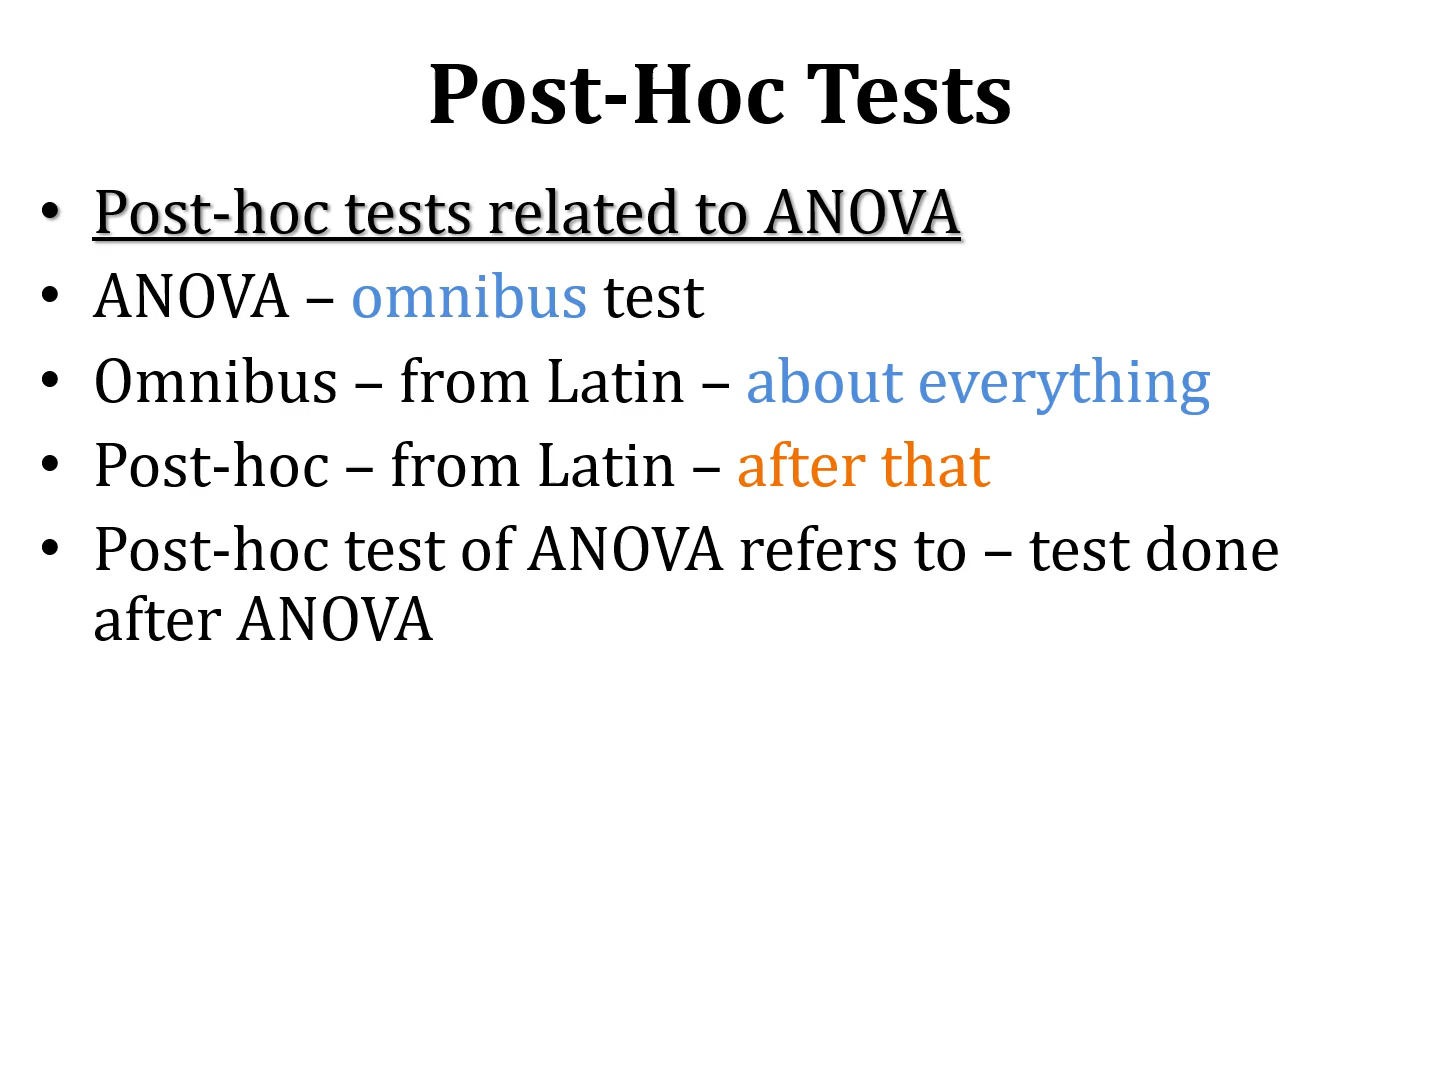 Post-Hoc Tests
• Post-hoc tests related to ANOVA
• ANOVA – omnibus test
• Omnibus – from Latin – about everything
• Post-hoc – from Latin – after that
• Post-hoc test of ANOVA refers to – test done
after ANOVA